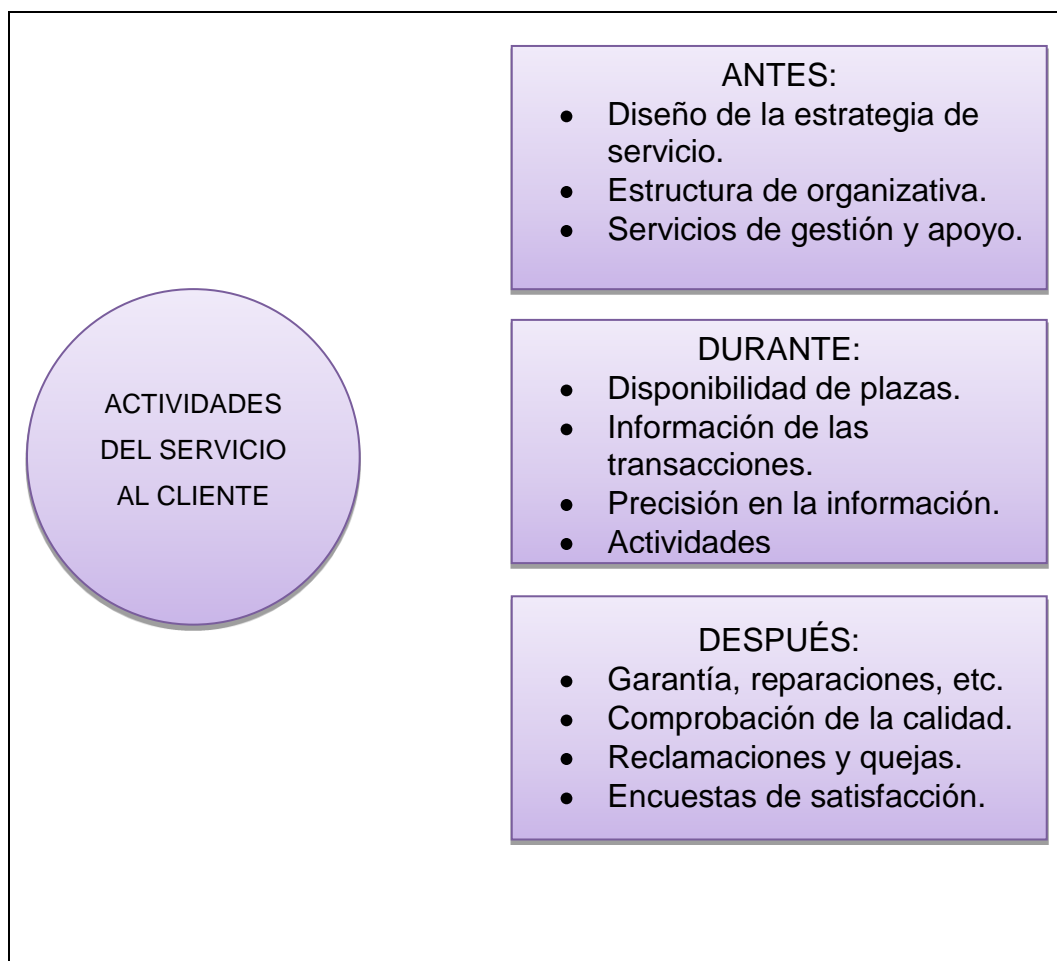 ANTES:
• Diseño de la estrategia de
servicio.
• Estructura de organizativa.
• Servicios de gestión y apoyo.
ACTIVIDADES
DEL SERVICIO
AL CLIENTE
DURANTE:
• Disponibilidad de plazas.
• Información de las
transacciones.
• Precisión en la información.
• Actividades
DESPUÉS:
• Garantía, reparaciones, etc.
• Comprobación de la calidad.
• Reclamaciones y quejas.
• Encuestas de satisfacción.